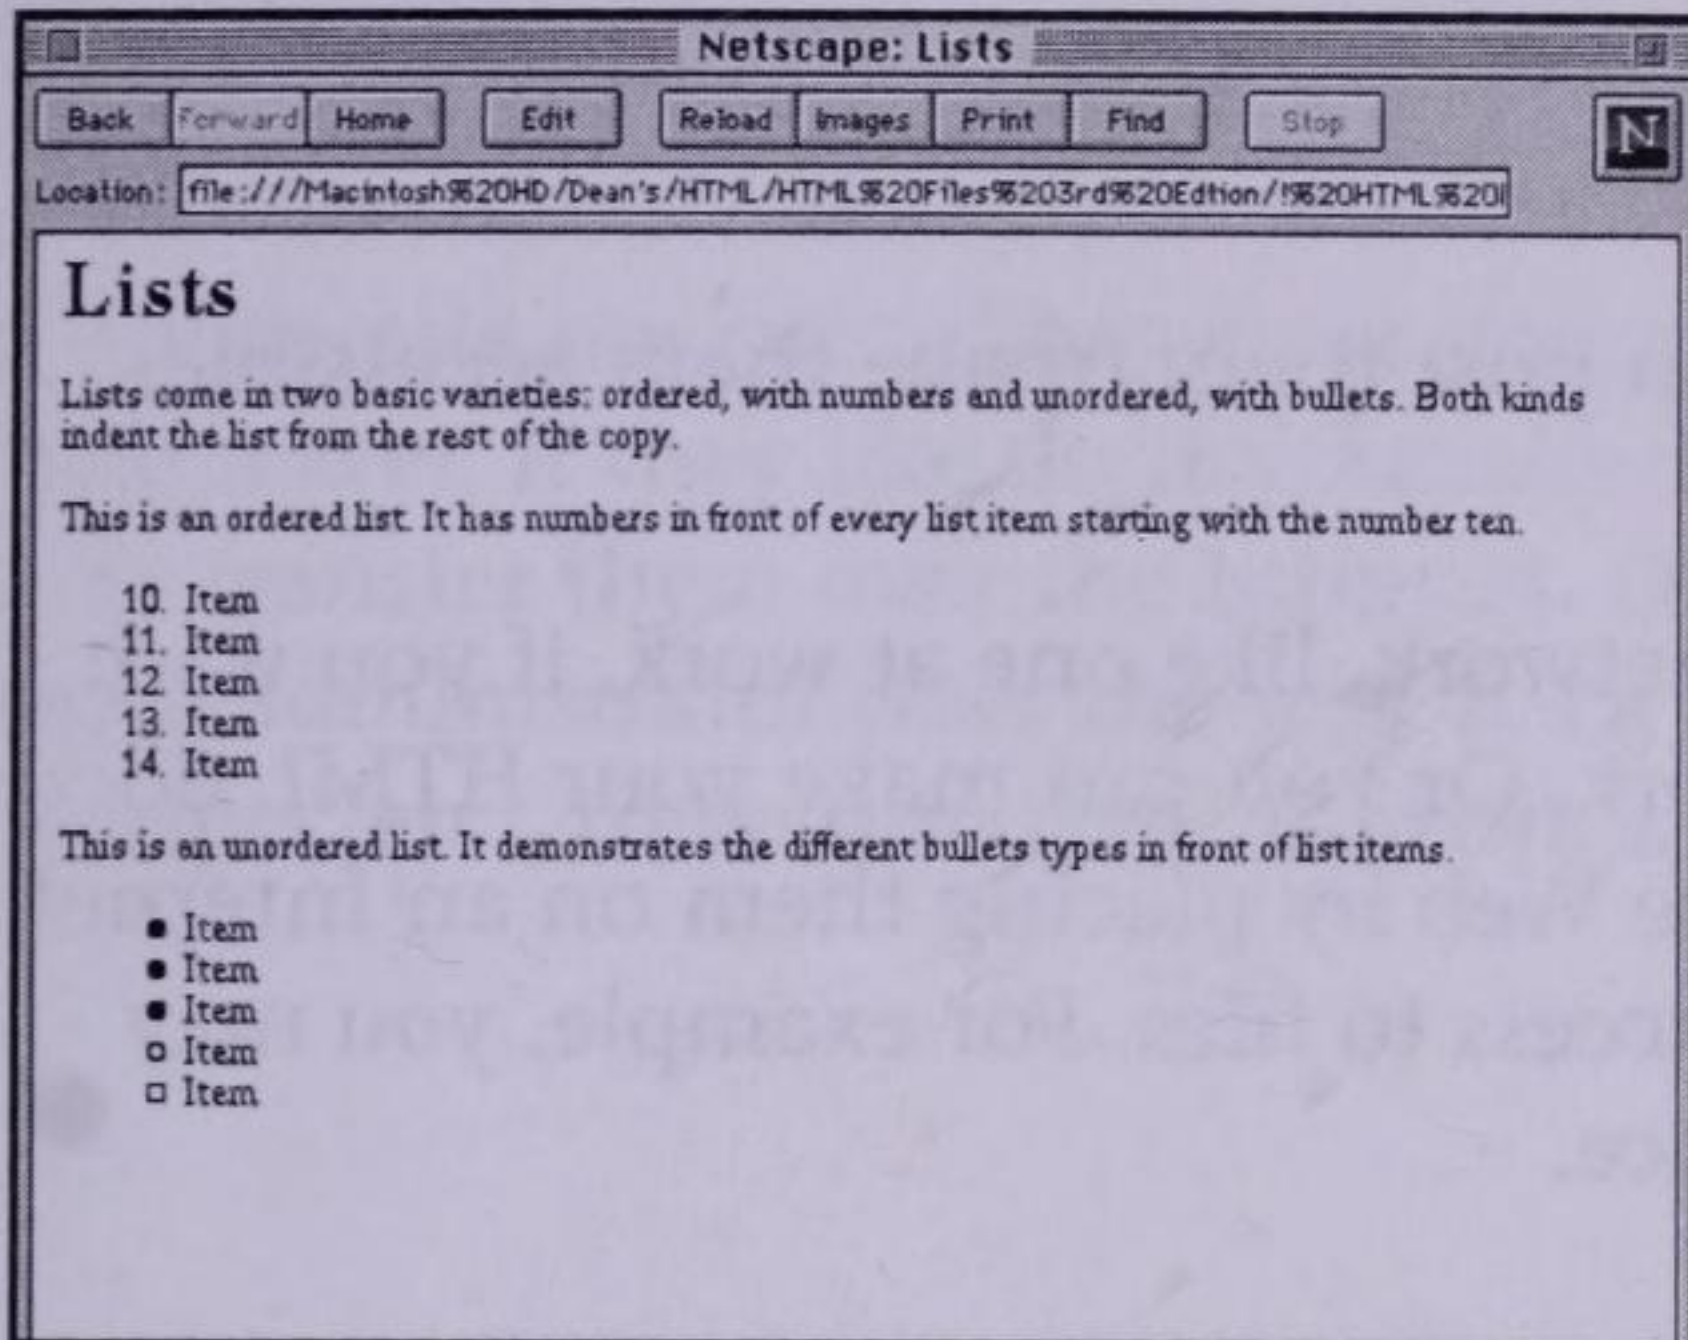 Netscape: Lists
Back Forward Home Edit Reload Images Print Find Stop N
Location: file:///Macintosh%20HD/Dean's/HTML/HTML%20Files%203rd%20Edtion/!%20HTML%20
Lists
Lists come in two basic varieties: ordered, with numbers and unordered, with bullets. Both kinds
indent the list from the rest of the copy.
This is an ordered list. It has numbers in front of every list item starting with the number ten.
10. Item
11. Item
12. Item
13. Item
14. Item
This is an unordered list. It demonstrates the different bullets types in front of list items.
● Item
● Item
● Item
○ Item
□ Item